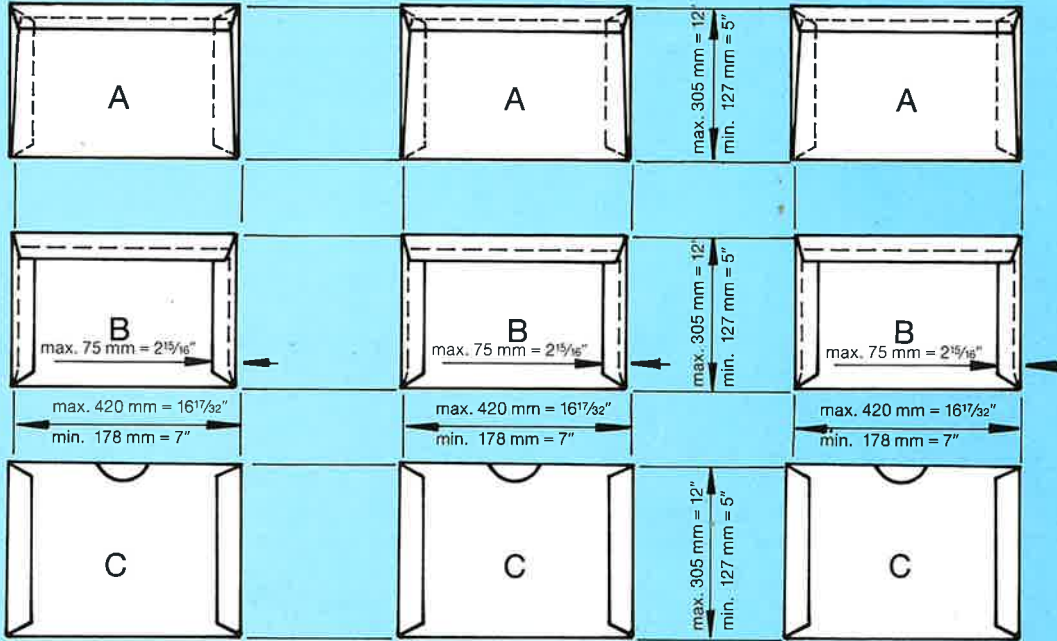 A
A
max. 305 mm = 12"
min. 127 mm = 5"
A
B
max. 75 mm = 2 15/16"
B
max. 75 mm = 2 15/16"
max. 305 mm = 12"
min. 127 mm = 5"
B
max. 75 mm = 2 15/16"
max. 420 mm = 16 17/32"
min. 178 mm = 7"
max. 420 mm = 16 17/32"
min. 178 mm = 7"
max. 420 mm = 16 17/32"
min. 178 mm = 7"
C
C
max. 305 mm = 12"
min. 127 mm = 5"
C